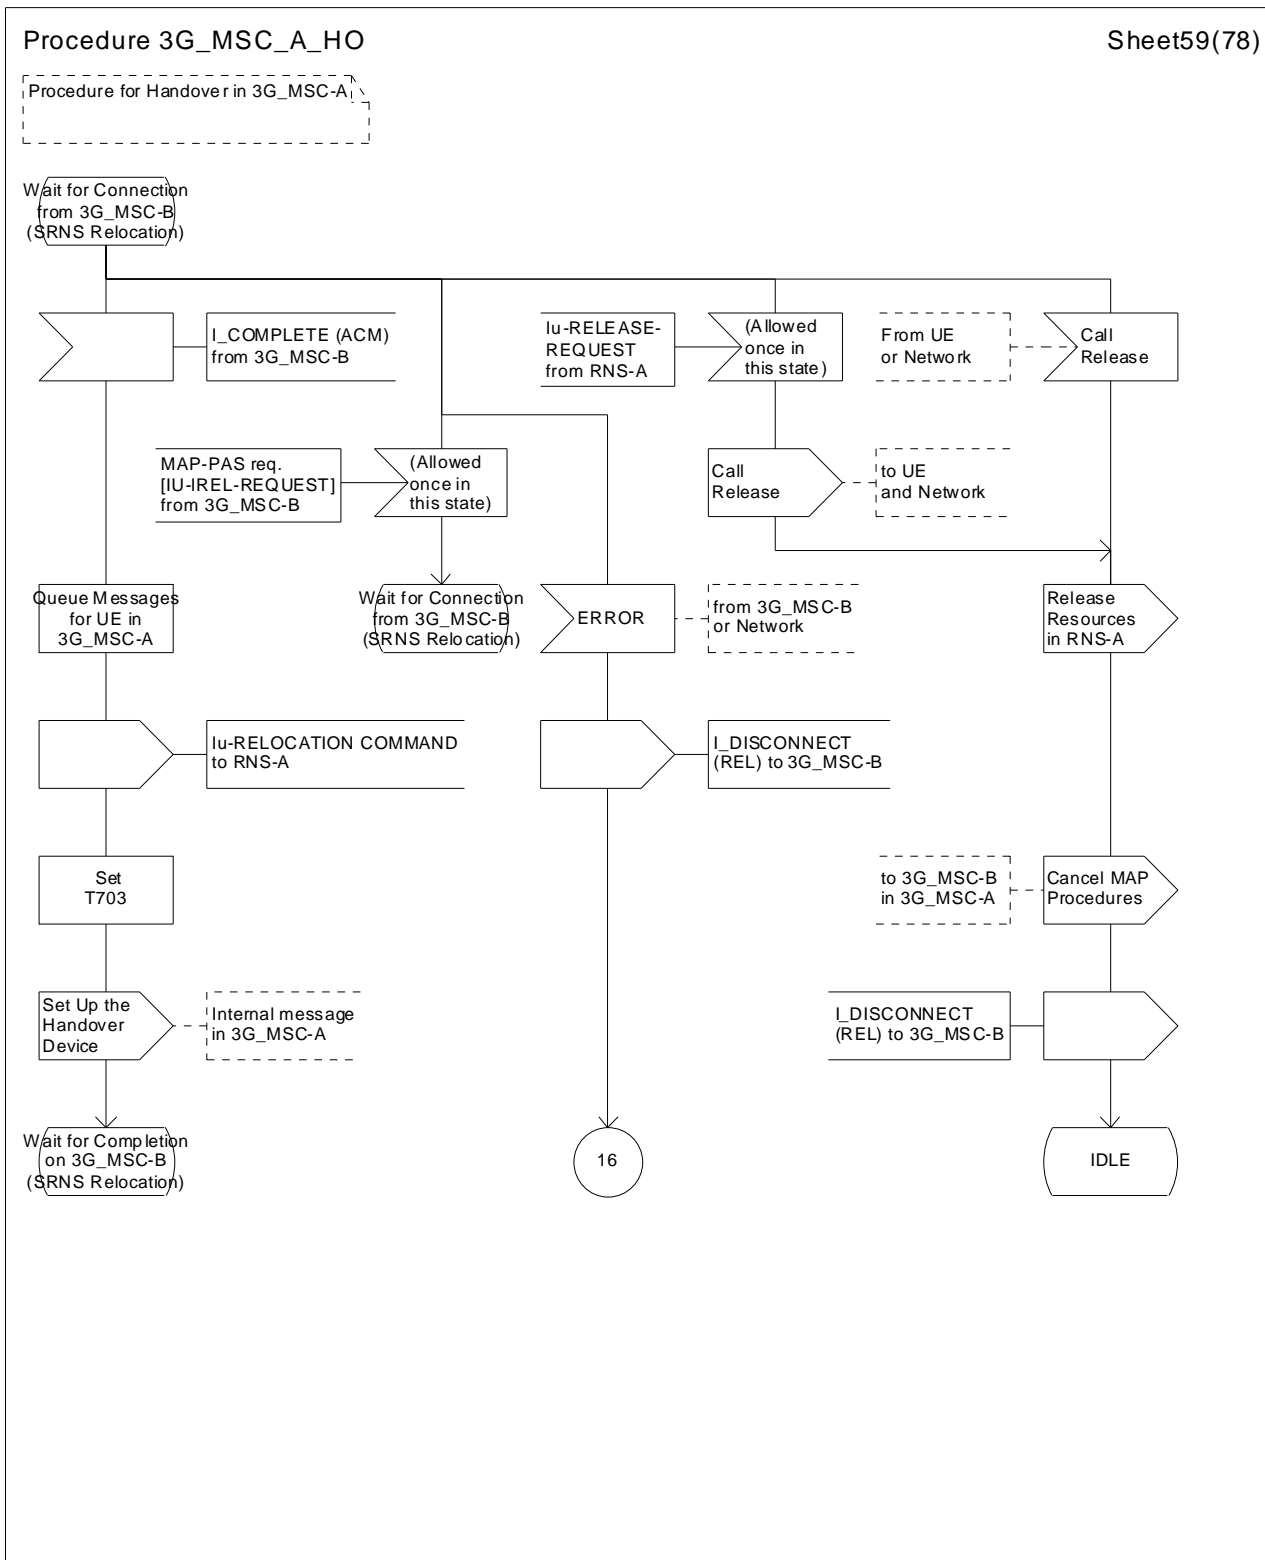 Procedure 3G_MSC_A_HO
Sheet59(78)
Procedure for Handover in 3G_MSC-A
Wait for Connection
from 3G_MSC-B
(SRNS Relocation)
I_COMPLETE (ACM)
from 3G_MSC-B
Iu-RELEASE-
REQUEST
from RNS-A
(Allowed
once in
this state)
From UE
or Network
Call
Release
MAP-PAS req.
[IU-IREL-REQUEST]
from 3G_MSC-B
(Allowed
once in
this state)
Call
Release
to UE
and Network
Queue Messages
for UE in
3G_MSC-A
Wait for Connection
from 3G_MSC-B
(SRNS Relocation)
ERROR
from 3G_MSC-B
or Network
Release
Resources
in RNS-A
Iu-RELOCATION COMMAND
to RNS-A
I_DISCONNECT
(REL) to 3G_MSC-B
Set
T703
to 3G_MSC-B
in 3G_MSC-A
Cancel MAP
Procedures
Set Up the
Handover
Device
Internal message
in 3G_MSC-A
I_DISCONNECT
(REL) to 3G_MSC-B
Wait for Completion
on 3G_MSC-B
(SRNS Relocation)
16
IDLE